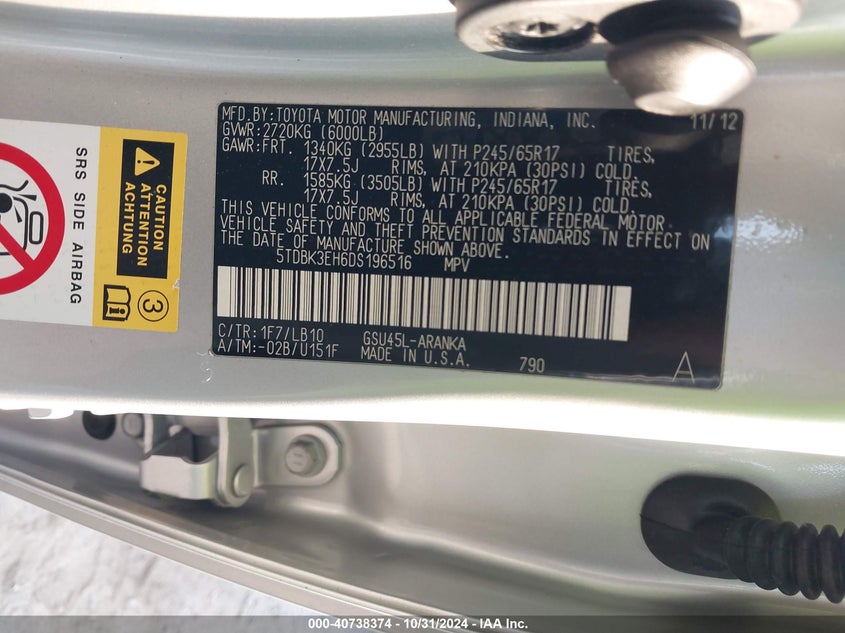 SRS SIDE AIRBAG
CAUTION
ATTENTION
ACHTUNG
3
MFD.BY:TOYOTA MOTOR MANUFACTURING, INDIANA, INC. 11/12
GVWR:2720KG (6000LB)
GAWR:FRT. 1340KG (2955LB) WITH P245/65R17 TIRES,
17X7.5J RIMS, AT 210KPA (30PSI) COLD.
RR. 1585KG (3505LB) WITH P245/65R17 TIRES,
17X7.5J RIMS, AT 210KPA (30PSI) COLD.
THIS VEHICLE CONFORMS TO ALL APPLICABLE FEDERAL MOTOR
VEHICLE SAFETY AND THEFT PREVENTION STANDARDS IN EFFECT ON
THE DATE OF MANUFACTURE SHOWN ABOVE.
5TDBK3EH6DS196516 MPV
C/TR:1F7/LB10 GSU45L-ARANKA
A/TM:-02B/U151F MADE IN U.S.A. 790 A
000-40738374 - 10/31/2024 - IAA Inc.